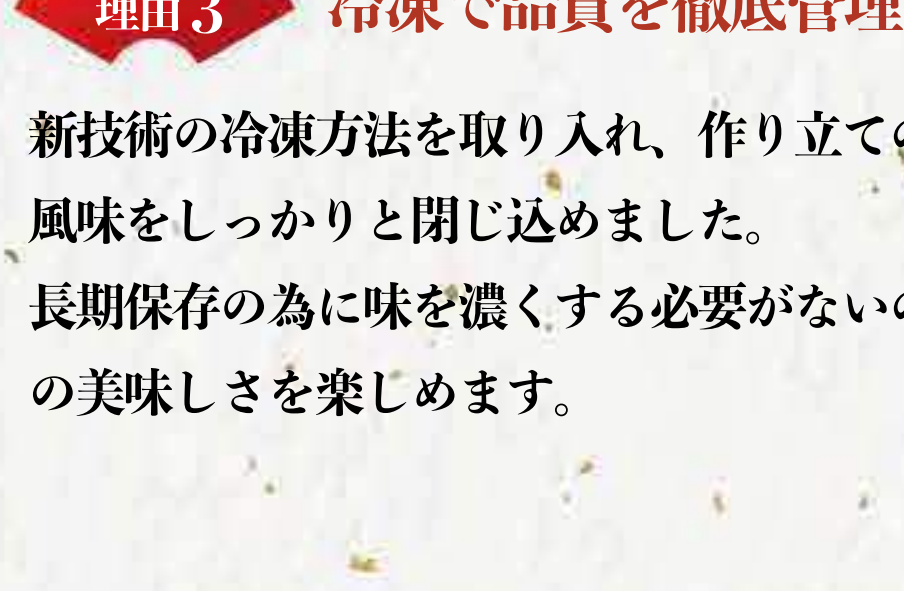 理由3
冷凍で品質を徹底管理
新技術の冷凍方法を取り入れ、作り立ての
風味をしっかりと閉じ込めました。
長期保存の為に味を濃くする必要がないの
の美味しさを楽しめます。